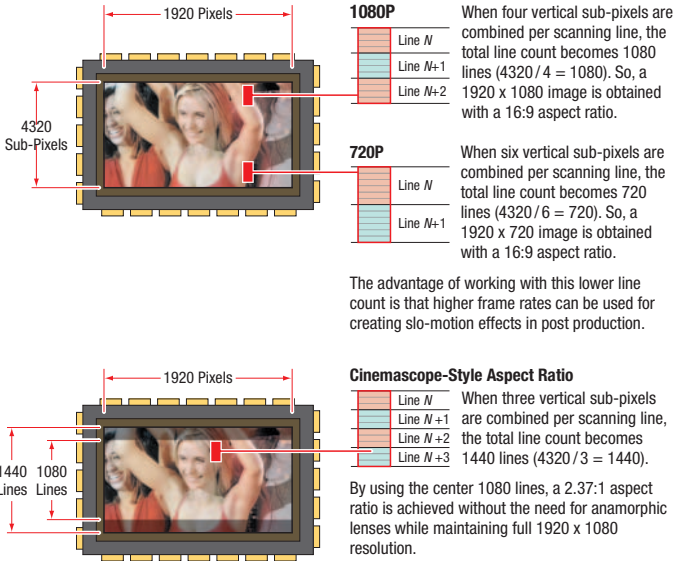 1920 Pixels
4320
Sub-Pixels
1080P
Line N
Line N+1
Line N+2
When four vertical sub-pixels are
combined per scanning line, the
total line count becomes 1080
lines (4320/4 = 1080). So, a
1920 x 1080 image is obtained
with a 16:9 aspect ratio.
720P
Line N
Line N+1
When six vertical sub-pixels are
combined per scanning line, the
total line count becomes 720
lines (4320/6 = 720). So, a
1920 x 720 image is obtained
with a 16:9 aspect ratio.
The advantage of working with this lower line
count is that higher frame rates can be used for
creating slo-motion effects in post production.
1920 Pixels
1440
Lines
1080
Lines
Cinemascope-Style Aspect Ratio
Line N
Line N+1
Line N+2
Line N+3
When three vertical sub-pixels
are combined per scanning line,
the total line count becomes
1440 lines (4320/3 = 1440).
By using the center 1080 lines, a 2.37:1 aspect
ratio is achieved without the need for anamorphic
lenses while maintaining full 1920 x 1080
resolution.